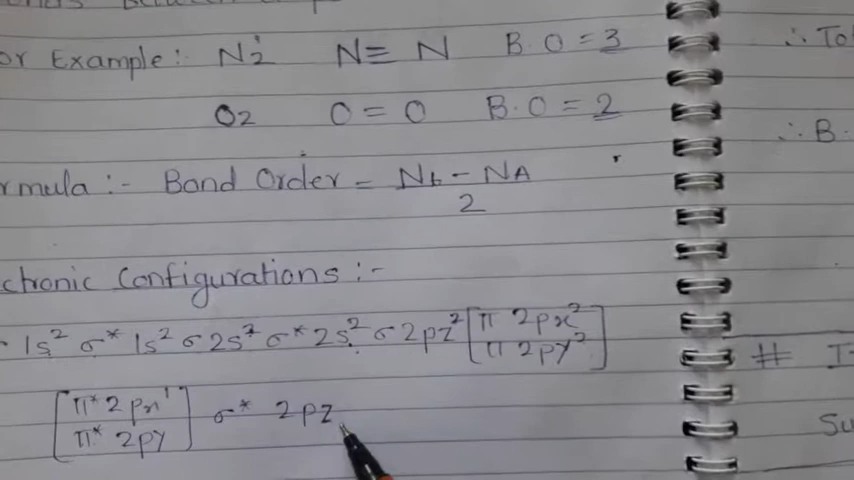 or Example:- N2 N≡N B.O = 3
O2 O=O B.O = 2
rmula:- Bond Order = Nb - NA
2
ctronic Configurations:-
1s² σ* 1s² σ 2s² σ* 2s² σ 2pz² [π 2px²
π 2py²]
[π* 2px¹
π* 2py] σ* 2pz
∴ To
∴ B.
# I
Su